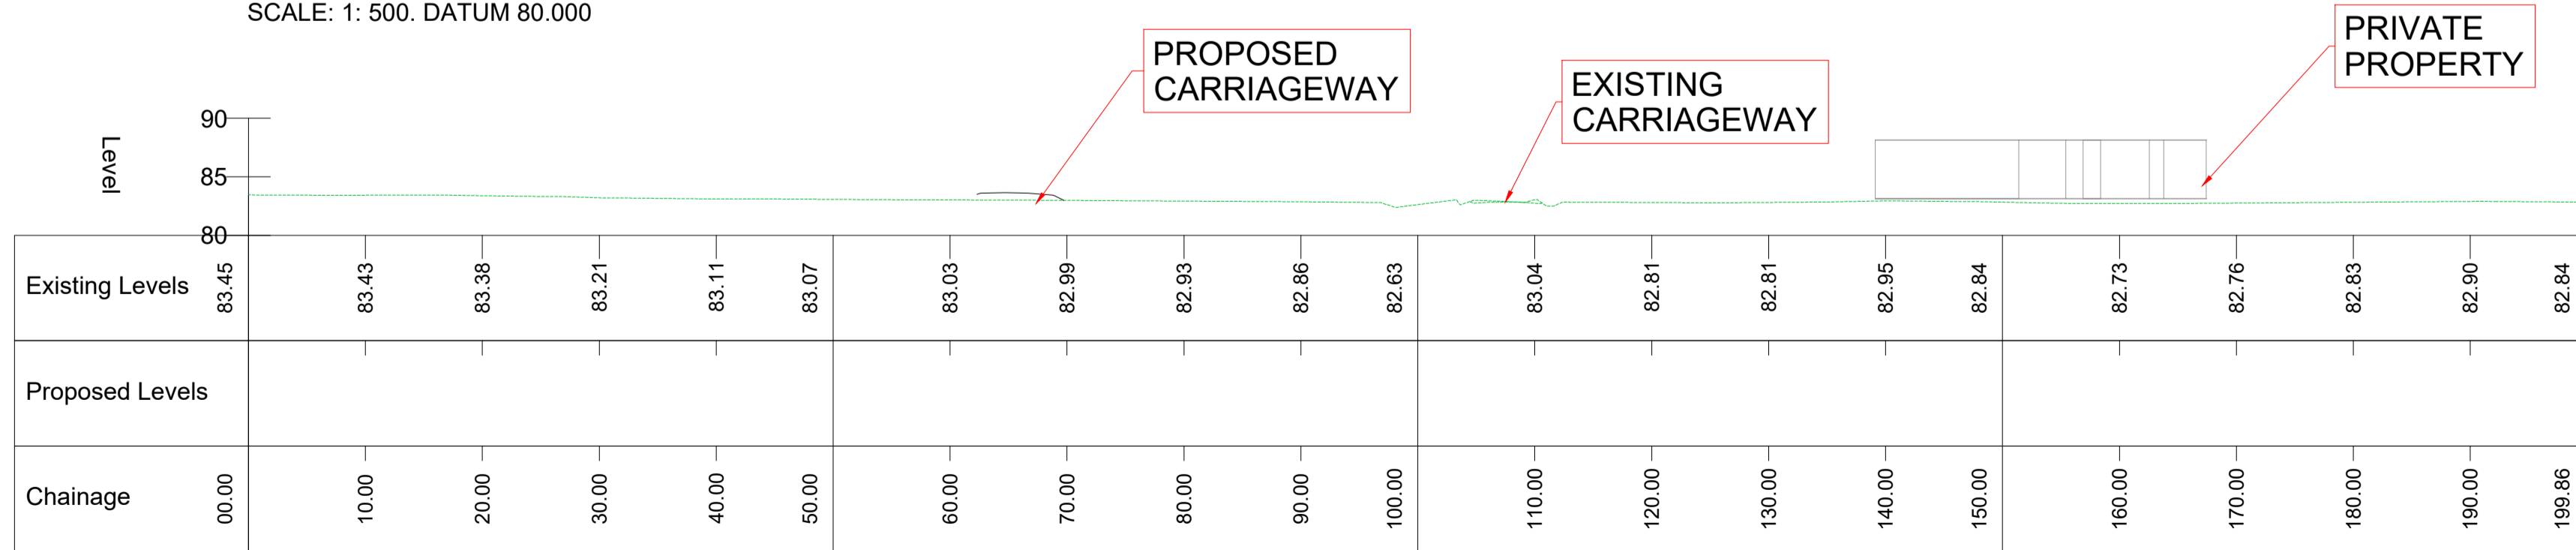 SCALE: 1: 500. DATUM 80.000
PROPOSED
CARRIAGEWAY
EXISTING
CARRIAGEWAY
PRIVATE
PROPERTY
Level
90
85
80
Existing Levels 83.45 83.43 83.38 83.21 83.11 83.07 83.03 82.99 82.93 82.86 82.63 83.04 82.81 82.81 82.95 82.84 82.73 82.76 82.83 82.90 82.84
Proposed Levels
Chainage 00.00 10.00 20.00 30.00 40.00 50.00 60.00 70.00 80.00 90.00 100.00 110.00 120.00 130.00 140.00 150.00 160.00 170.00 180.00 190.00 199.86